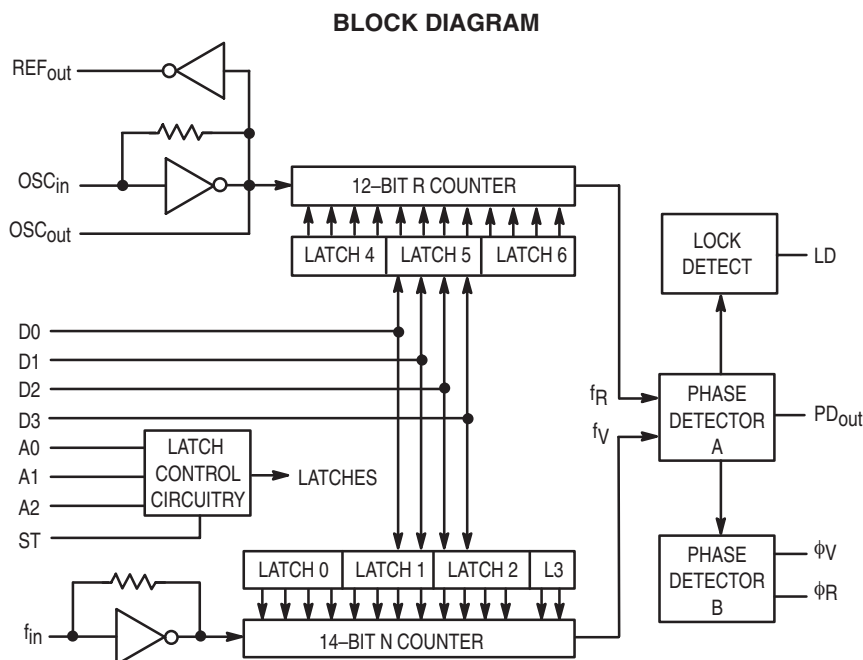 BLOCK DIAGRAM
REFout
OSCin
OSCout
12–BIT R COUNTER
LATCH 4
LATCH 5
LATCH 6
LOCK
DETECT
LD
D0
D1
D2
D3
A0
A1
A2
ST
LATCH
CONTROL
CIRCUITRY
LATCHES
fR
fV
PHASE
DETECTOR
A
PDout
PHASE
DETECTOR
B
ϕV
ϕR
LATCH 0
LATCH 1
LATCH 2
L3
fin
14–BIT N COUNTER